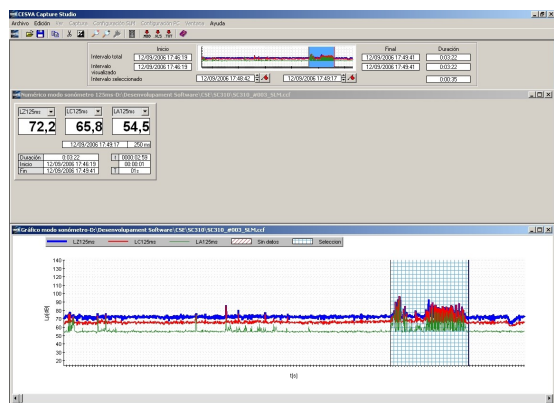 CESVA Capture Studio
Archivo Edición Ver Captura Configuración SLM Configuración PC Ventana Ayuda
Inicio Final Duración
Intervalo total 12/09/2006 17:46:19 12/09/2006 17:49:41 0:03:22
Intervalo visualizado 12/09/2006 17:46:19 12/09/2006 17:49:41 0:03:22
Intervalo seleccionado 12/09/2006 17:48:42 12/09/2006 17:49:17 0:00:35
Numérico modo sonómetro 125ms-D:\Desenvolupament Software\CSE\SC310\SC310_#003_SLM.ccf
LZ125ms LC125ms LA125ms
72,2 65,8 54,5
12/09/2006 17:49:17 250 ms
Duración 0:03:22 I 0000:02:59
Inicio 12/09/2006 17:46:19 00:00:01
Fin 12/09/2006 17:49:41 T 01s
Gráfico modo sonómetro-D:\Desenvolupament Software\CSE\SC310\SC310_#003_SLM.ccf
LZ125ms LC125ms LA125ms Sin datos Seleccion
140
130
120
110
100
90
80
70
60
50
40
30
20
Lp[dB]
t[s]